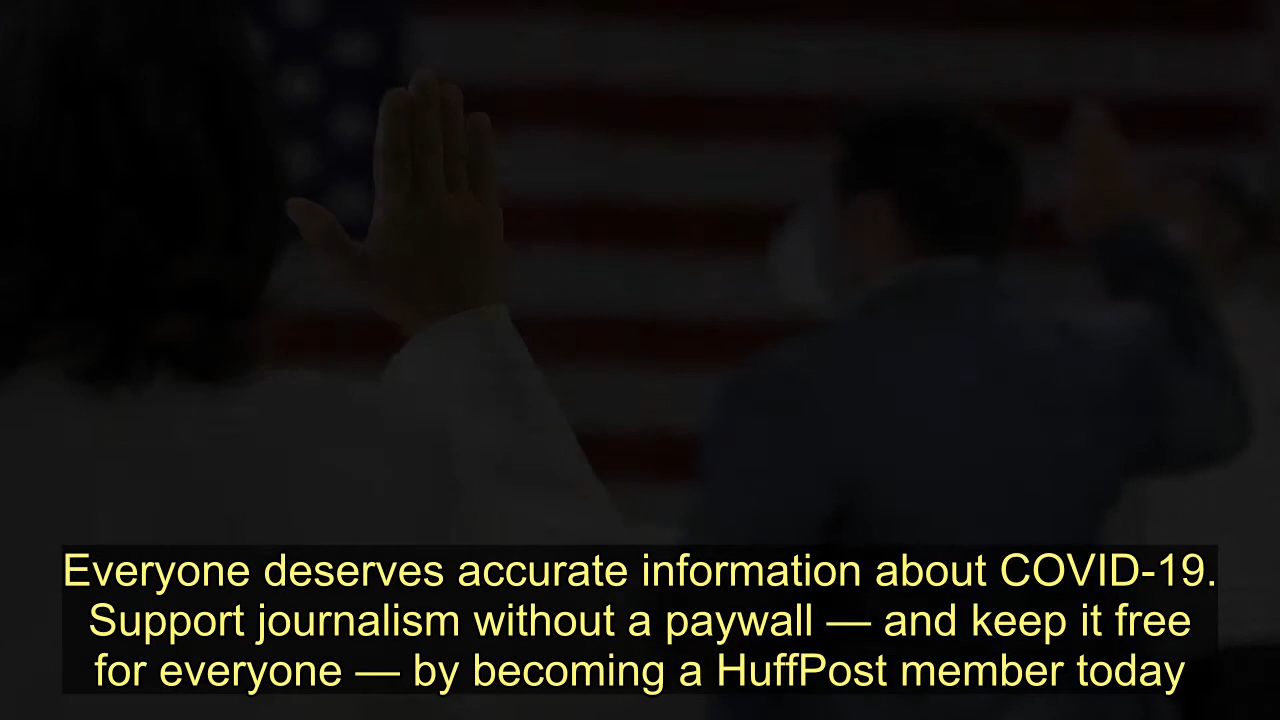 Everyone deserves accurate information about COVID-19.
Support journalism without a paywall — and keep it free
for everyone — by becoming a HuffPost member today